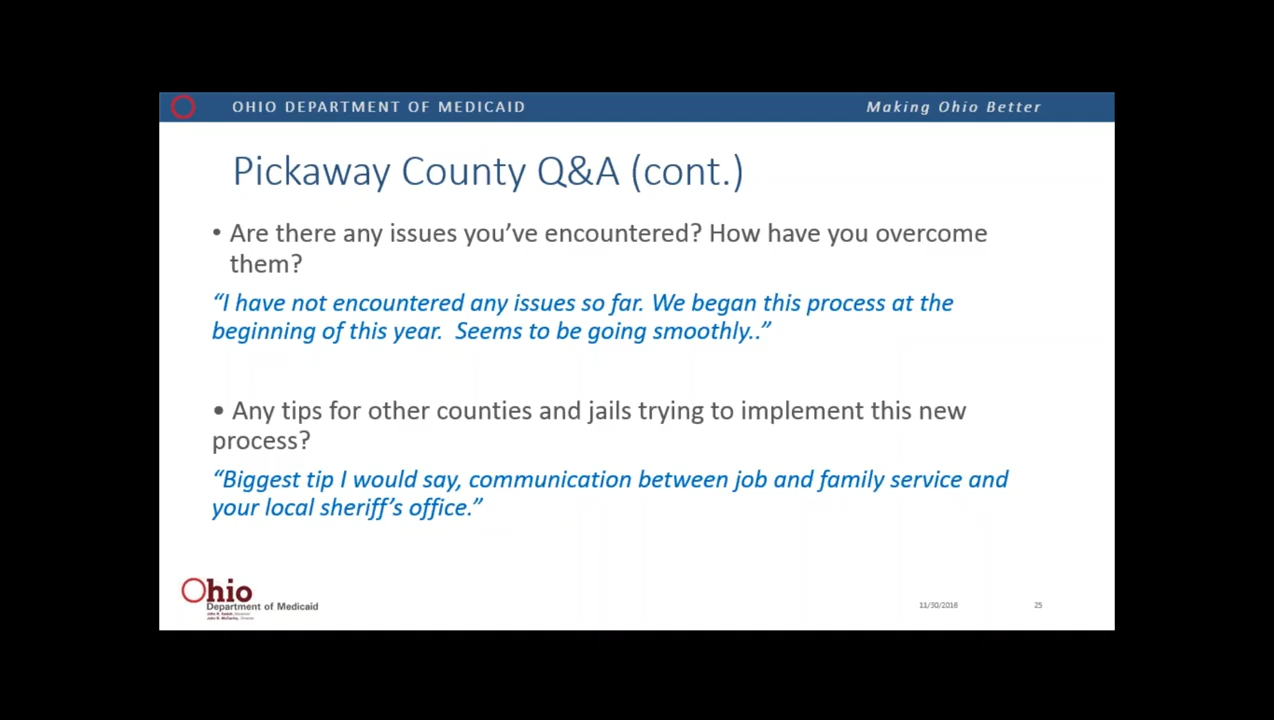 OHIO DEPARTMENT OF MEDICAID
Making Ohio Better
Pickaway County Q&A (cont.)
• Are there any issues you’ve encountered? How have you overcome
them?
“I have not encountered any issues so far. We began this process at the
beginning of this year.  Seems to be going smoothly..”
• Any tips for other counties and jails trying to implement this new
process?
“Biggest tip I would say, communication between job and family service and
your local sheriff’s office.”
Ohio
Department of Medicaid
11/30/2016
25